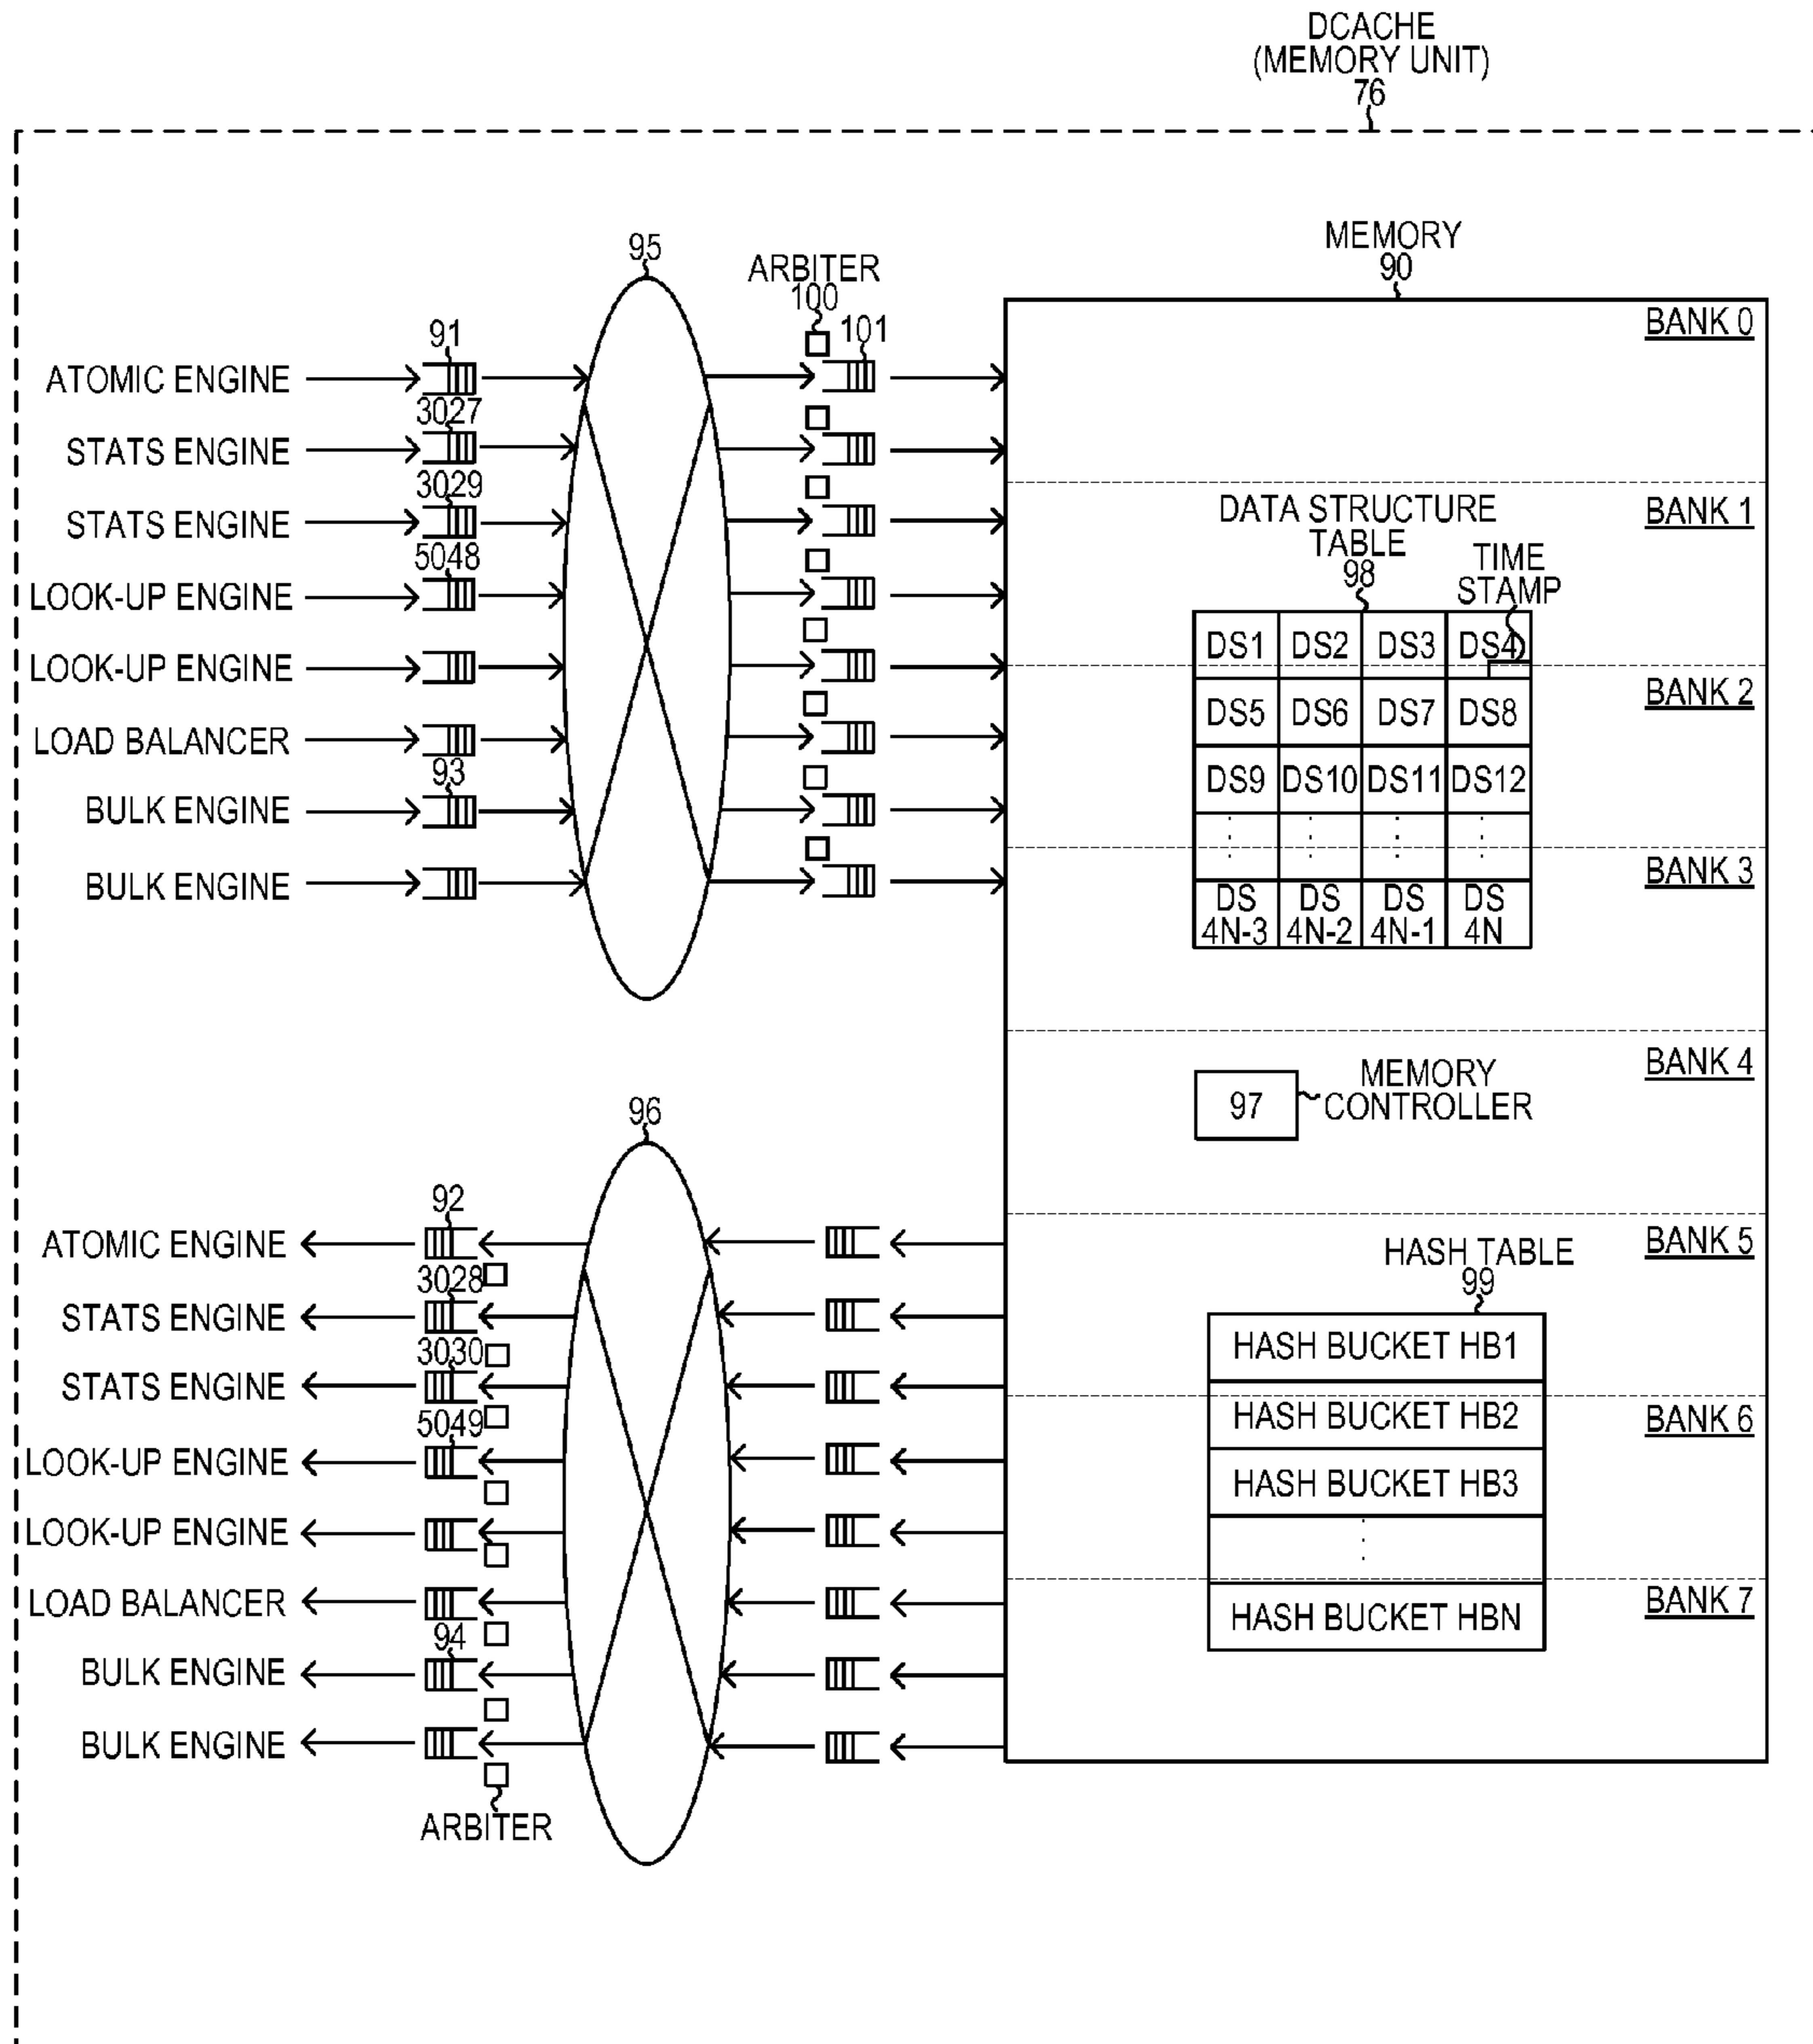 DCACHE
(MEMORY UNIT)
76
MEMORY
90
95
ARBITER
100
101
91
ATOMIC ENGINE
3027
STATS ENGINE
3029
STATS ENGINE
5048
LOOK-UP ENGINE
LOOK-UP ENGINE
LOAD BALANCER
93
BULK ENGINE
BULK ENGINE
BANK 0
BANK 1
DATA STRUCTURE
TABLE
98
TIME
STAMP
DS1 DS2 DS3 DS4
BANK 2
DS5 DS6 DS7 DS8
DS9 DS10 DS11 DS12
BANK 3
DS DS DS DS
4N-3 4N-2 4N-1 4N
BANK 4
97
MEMORY
CONTROLLER
96
92
ATOMIC ENGINE
3028
STATS ENGINE
3030
STATS ENGINE
5049
LOOK-UP ENGINE
LOOK-UP ENGINE
LOAD BALANCER
94
BULK ENGINE
BULK ENGINE
ARBITER
BANK 5
HASH TABLE
99
HASH BUCKET HB1
HASH BUCKET HB2
BANK 6
HASH BUCKET HB3
BANK 7
HASH BUCKET HBN